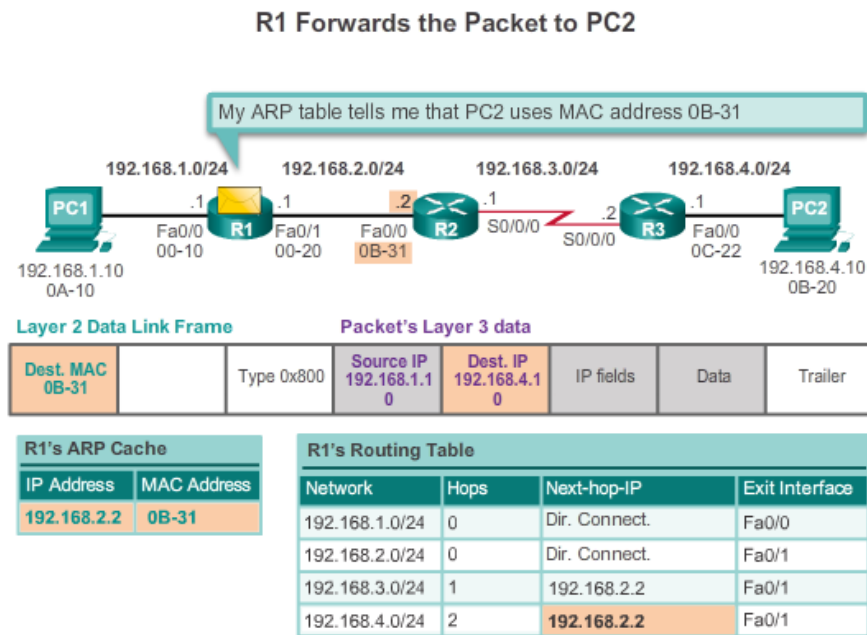 R1 Forwards the Packet to PC2
My ARP table tells me that PC2 uses MAC address 0B-31
192.168.1.0/24 192.168.2.0/24 192.168.3.0/24 192.168.4.0/24
PC1 .1 R1 .1 .2 R2 .1 .2 R3 .1 PC2
Fa0/0 Fa0/1 Fa0/0 S0/0/0 S0/0/0 Fa0/0
00-10 00-20 0B-31 0C-22
192.168.1.10 192.168.4.10
0A-10 0B-20
Layer 2 Data Link Frame Packet's Layer 3 data
Dest. MAC
0B-31
Type 0x800
Source IP
192.168.1.1
0
Dest. IP
192.168.4.1
0
IP fields
Data
Trailer
R1's ARP Cache
IP Address MAC Address
192.168.2.2 0B-31
R1's Routing Table
Network Hops Next-hop-IP Exit Interface
192.168.1.0/24 0 Dir. Connect. Fa0/0
192.168.2.0/24 0 Dir. Connect. Fa0/1
192.168.3.0/24 1 192.168.2.2 Fa0/1
192.168.4.0/24 2 192.168.2.2 Fa0/1